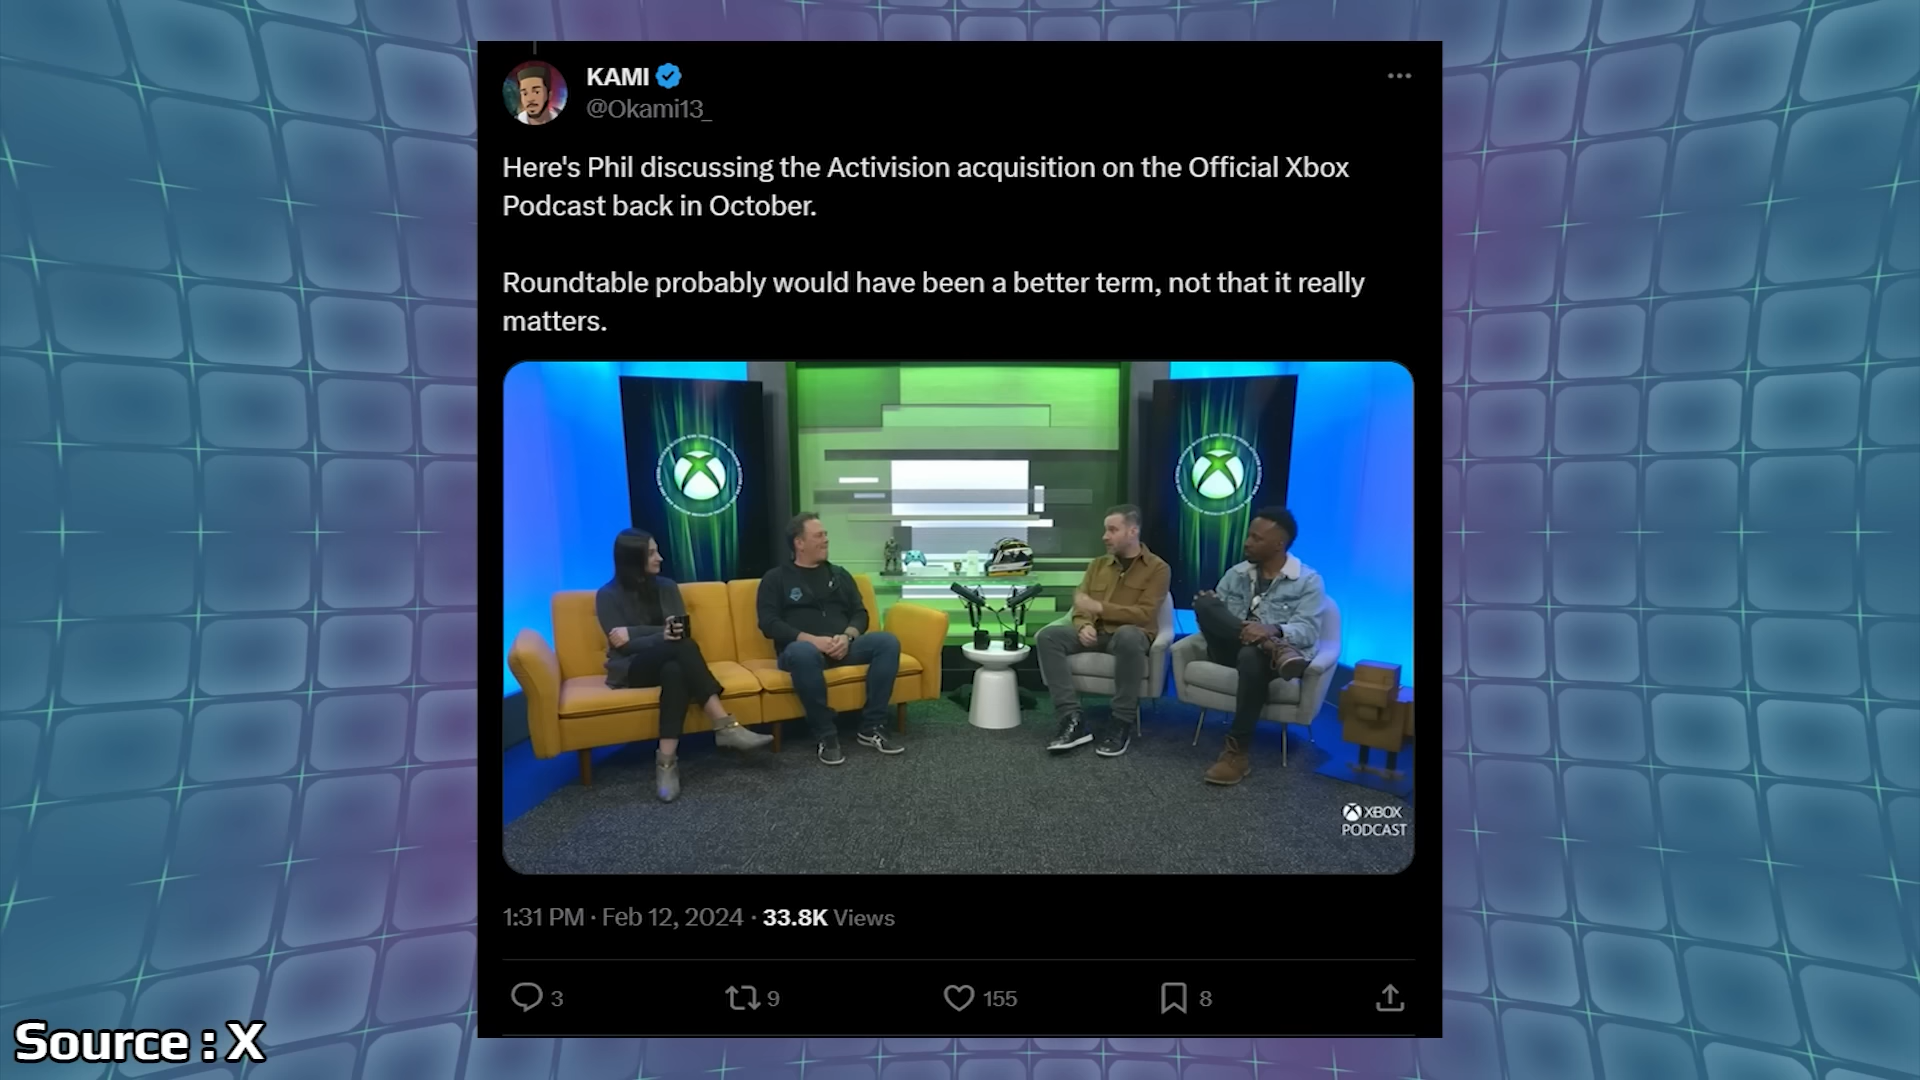 KAMI
@Okami13_
Here's Phil discussing the Activision acquisition on the Official Xbox
Podcast back in October.
Roundtable probably would have been a better term, not that it really
matters.
XBOX
PODCAST
1:31 PM · Feb 12, 2024 · 33.8K Views
3 9 155 8
Source : X